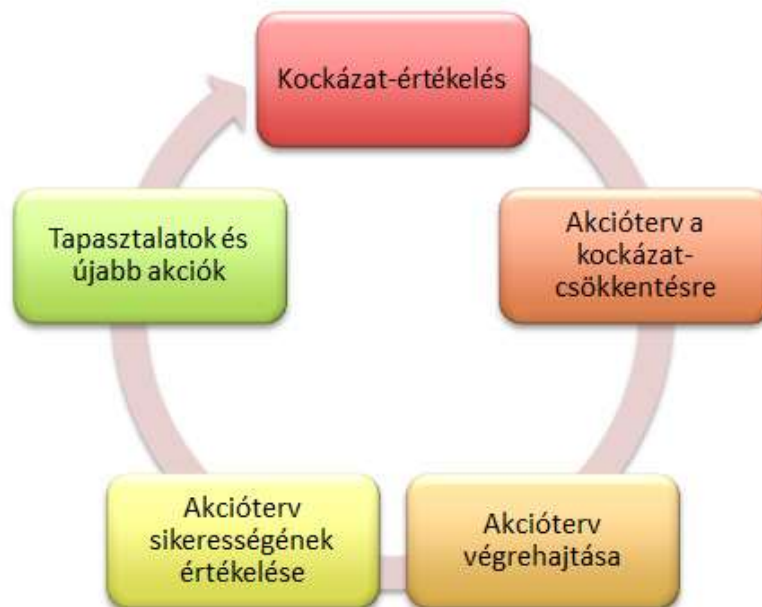 Kockázat-értékelés
Akcióterv a
kockázat-
csökkentésre
Akcióterv
végrehajtása
Akcióterv
sikerességének
értékelése
Tapasztalatok és
újabb akciók